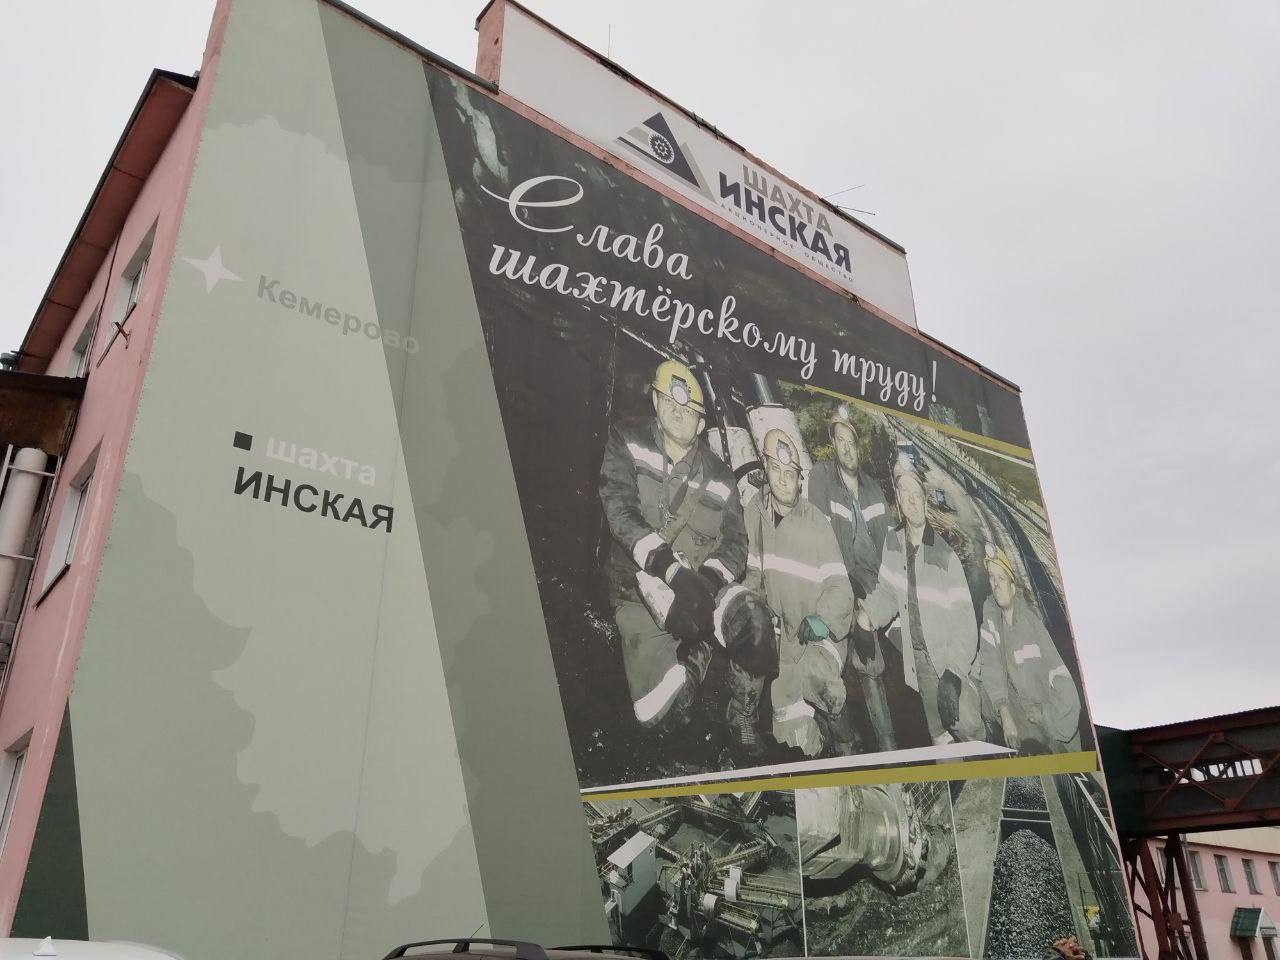 ШАХТА
ИНСКАЯ
АКЦИОНЕРНОЕ ОБЩЕСТВО
Слава
шахтёрскому труду!
Кемерово
шахта
ИНСКАЯ